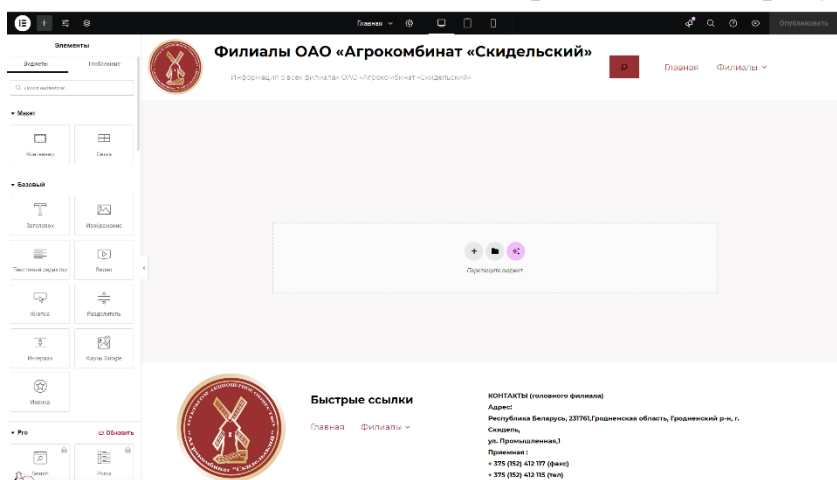 Главная
Опубликовать
Элементы
Виджеты
Глобальные
Макет
Контейнер
Сетка
Базовый
Заголовок
Изображение
Текстовый редактор
Видео
Кнопка
Разделитель
Интервал
Карты Google
Иконка
Pro
Обновить
Search
Филиалы ОАО «Агрокомбинат «Скидельский»
Информация о всех филиалах ОАО «Агрокомбинат «Скидельский»
Главная
Филиалы
Перетащите виджет
Быстрые ссылки
Главная
Филиалы
КОНТАКТЫ (головного филиала)
Адрес:
Республика Беларусь, 231761,Гродненская область, Гродненский р-н, г.
Скидель,
ул. Промышленная,1
Приемная :
+ 375 (152) 412 117 (факс)
+ 375 (152) 412 115 (тел)